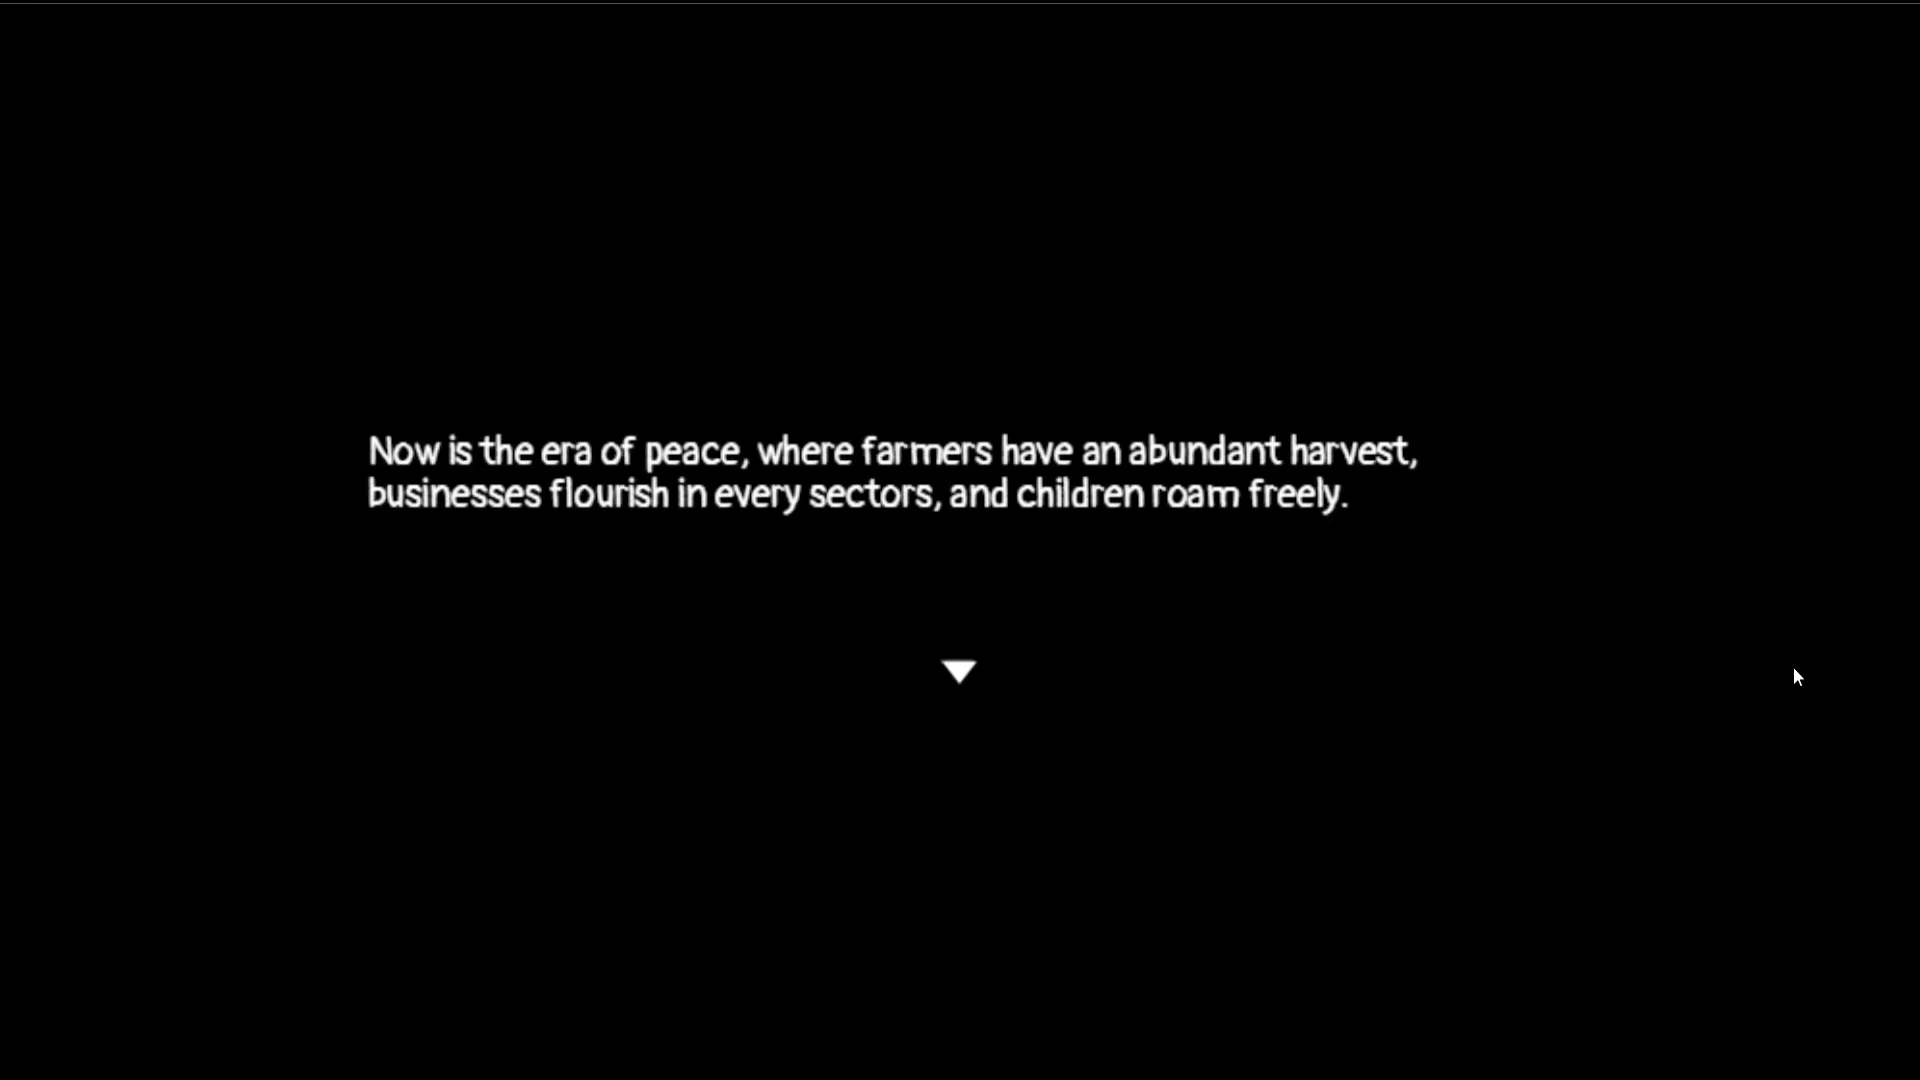 Now is the era of peace, where farmers have an abundant harvest,
businesses flourish in every sectors, and children roam freely.